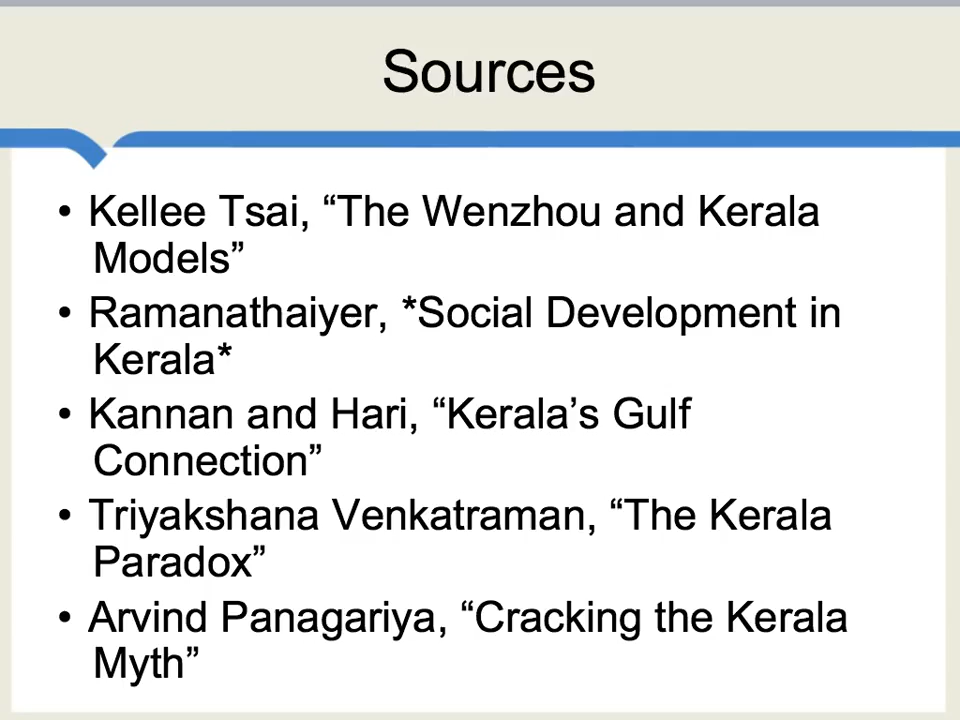 Sources
• Kellee Tsai, “The Wenzhou and Kerala
Models”
• Ramanathaiyer, *Social Development in
Kerala*
• Kannan and Hari, “Kerala’s Gulf
Connection”
• Triyakshana Venkatraman, “The Kerala
Paradox”
• Arvind Panagariya, “Cracking the Kerala
Myth”